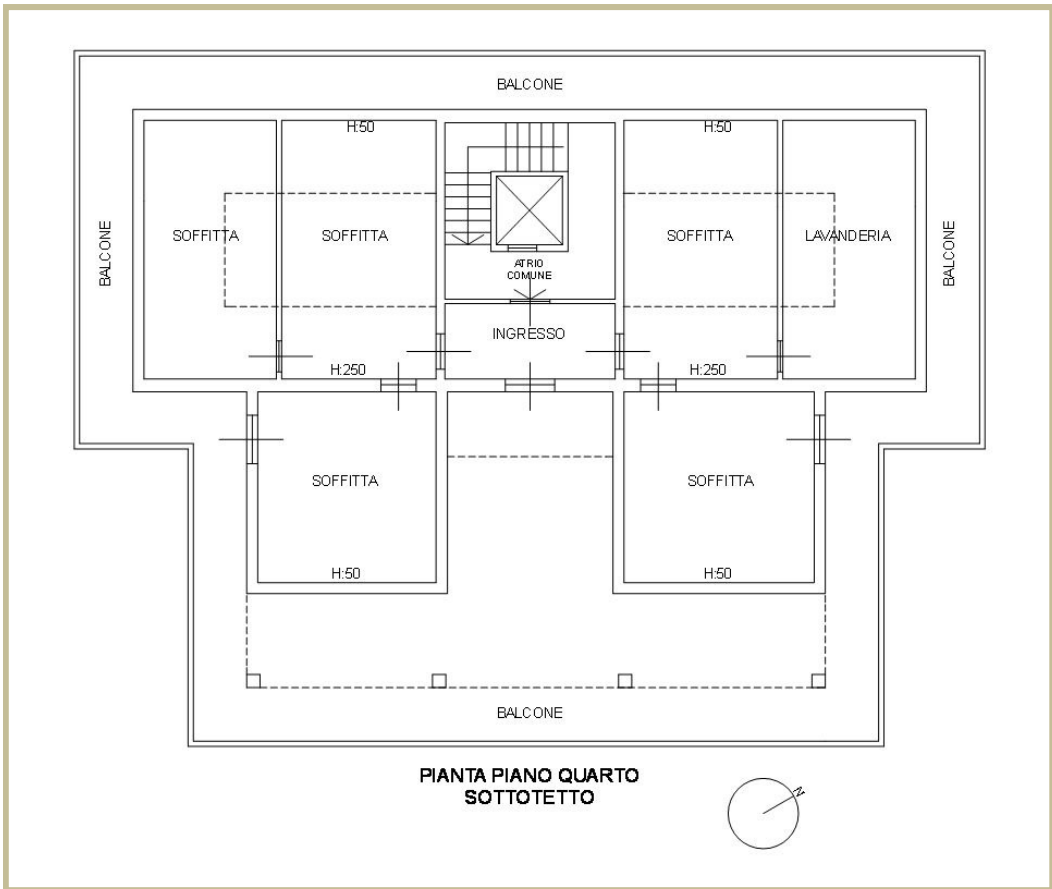 BALCONE
H:50
H:50
BALCONE
SOFFITTA
SOFFITTA
SOFFITTA
LAVANDERIA
BALCONE
ATRIO
COMUNE
INGRESSO
H:250
H:250
SOFFITTA
SOFFITTA
H:50
H:50
BALCONE
PIANTA PIANO QUARTO
SOTTOTETTO
N